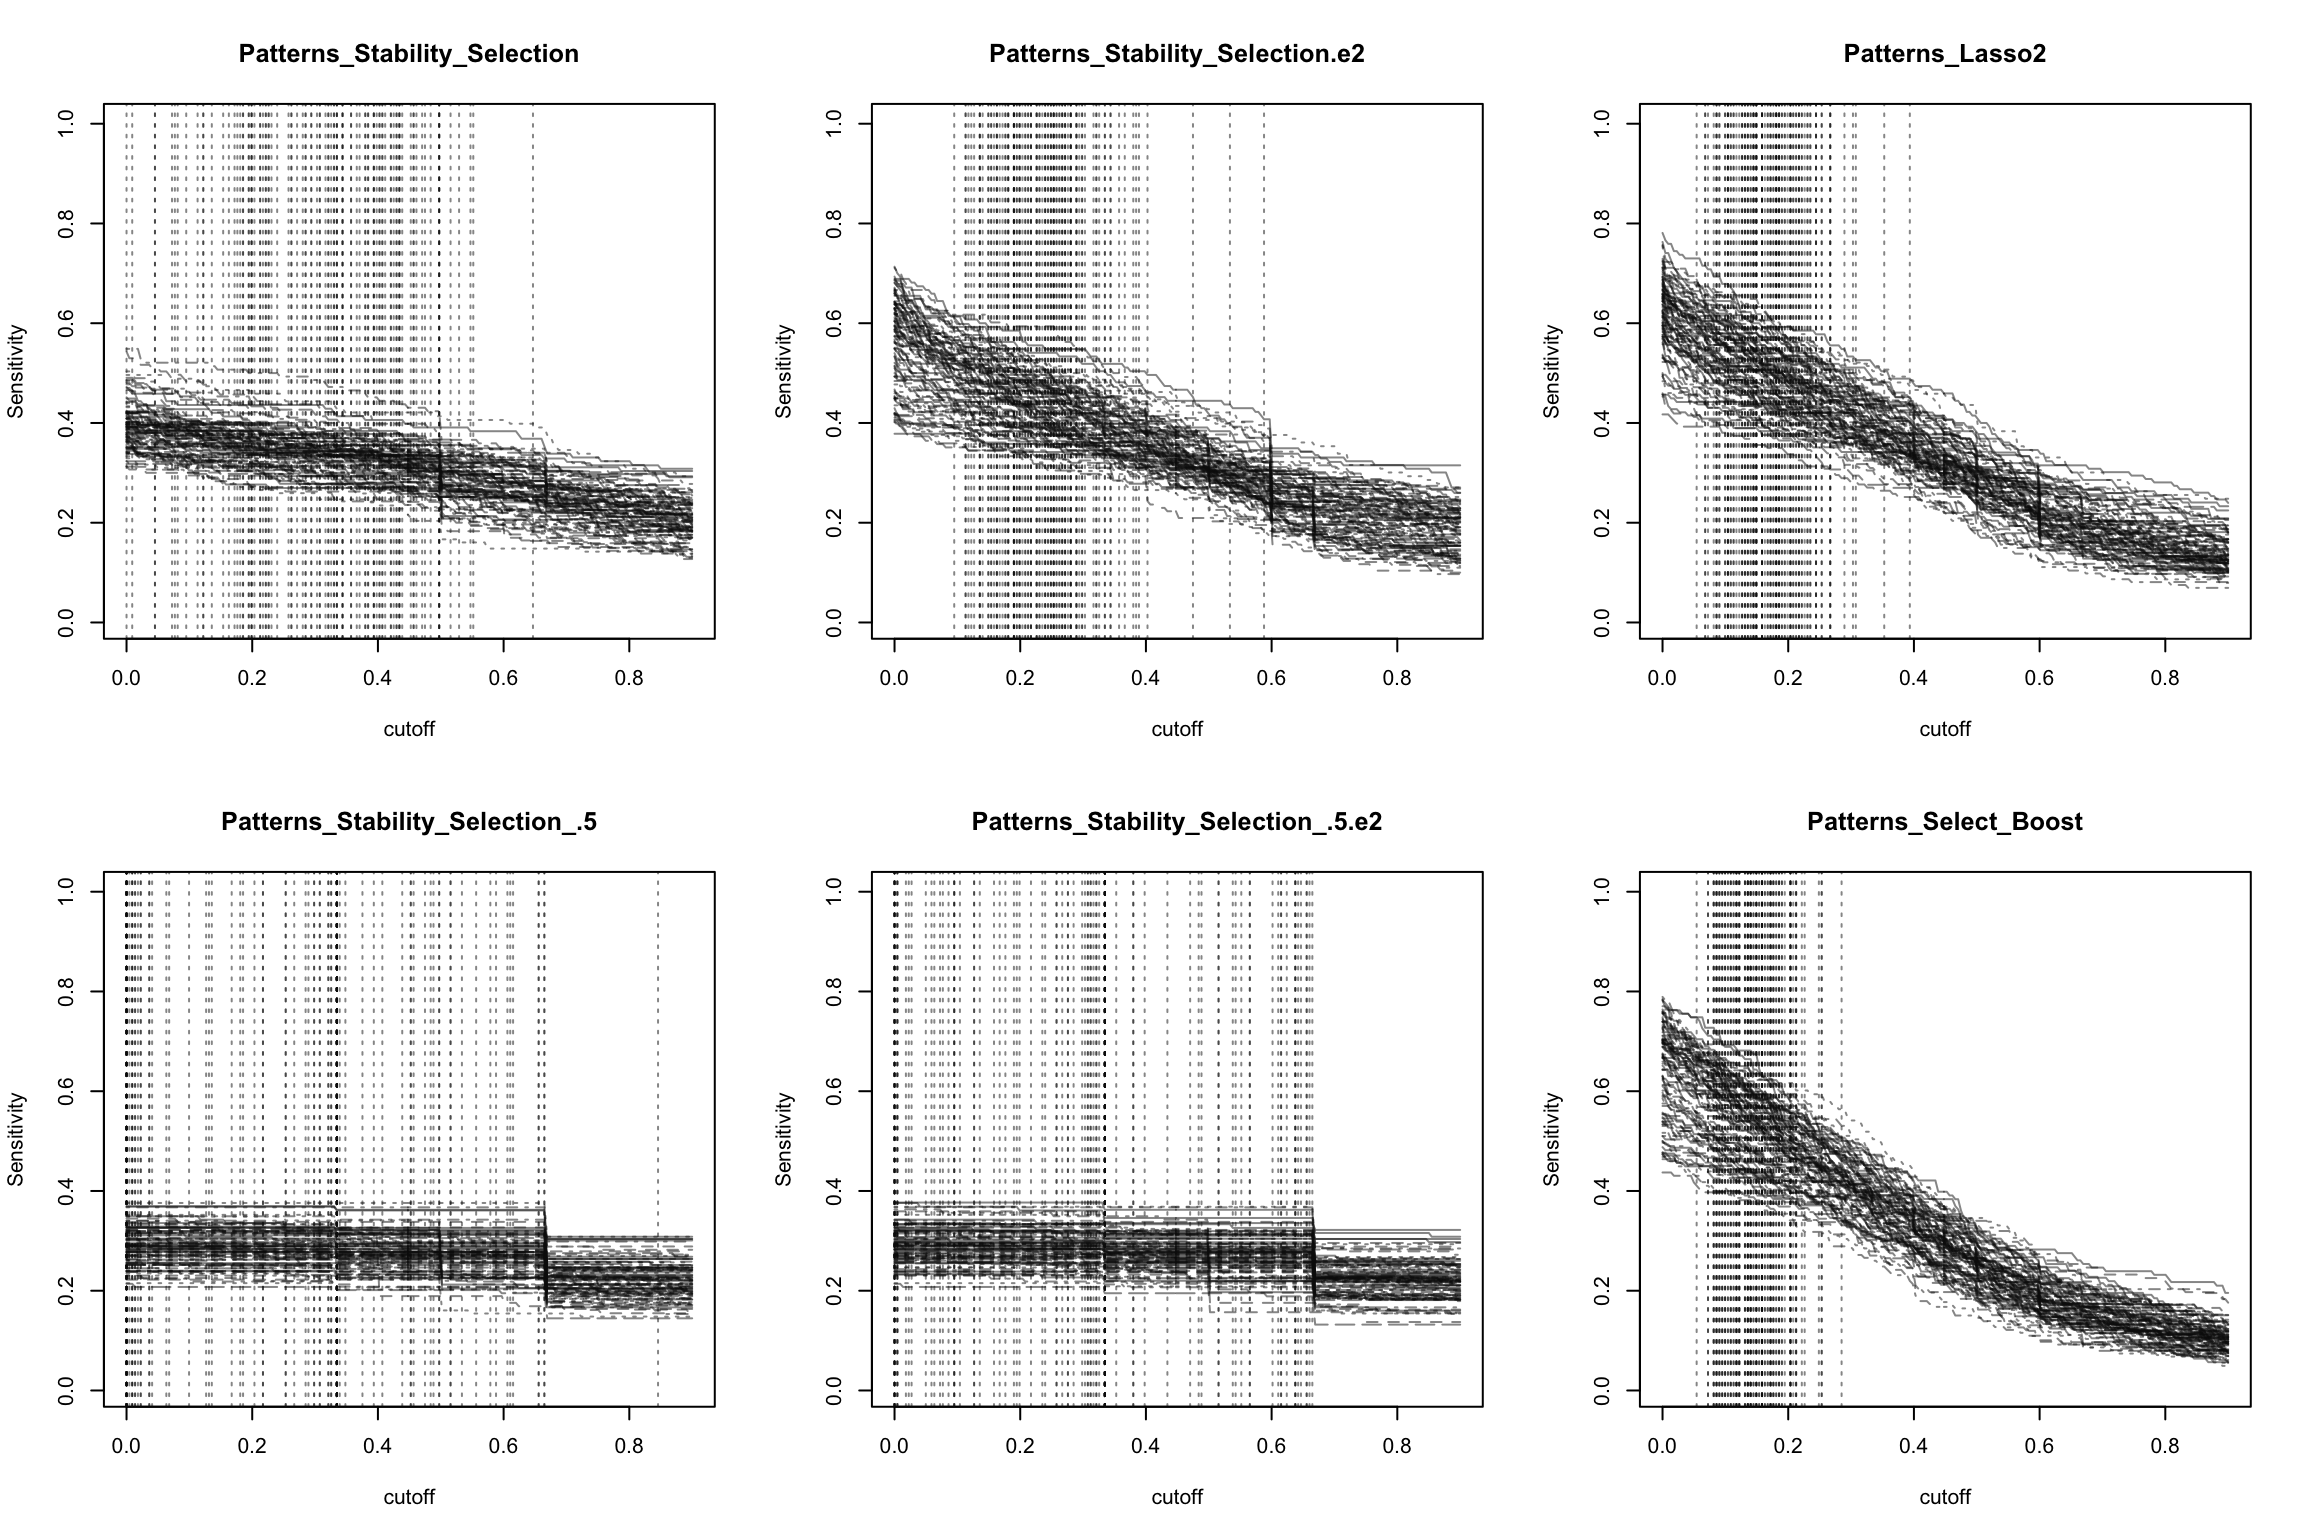 Patterns_Stability_Selection
Sensitivity
0.0 0.2 0.4 0.6 0.8 1.0
0.0 0.2 0.4 0.6 0.8
cutoff
Patterns_Stability_Selection.e2
Sensitivity
0.0 0.2 0.4 0.6 0.8 1.0
0.0 0.2 0.4 0.6 0.8
cutoff
Patterns_Lasso2
Sensitivity
0.0 0.2 0.4 0.6 0.8 1.0
0.0 0.2 0.4 0.6 0.8
cutoff
Patterns_Stability_Selection_.5
Sensitivity
0.0 0.2 0.4 0.6 0.8 1.0
0.0 0.2 0.4 0.6 0.8
cutoff
Patterns_Stability_Selection_.5.e2
Sensitivity
0.0 0.2 0.4 0.6 0.8 1.0
0.0 0.2 0.4 0.6 0.8
cutoff
Patterns_Select_Boost
Sensitivity
0.0 0.2 0.4 0.6 0.8 1.0
0.0 0.2 0.4 0.6 0.8
cutoff